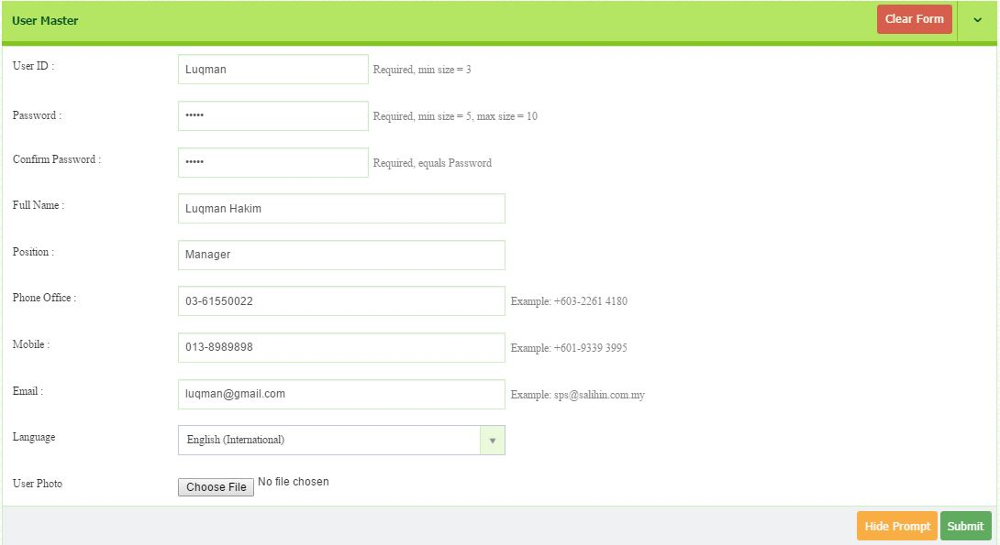 User Master Clear Form
User ID : Luqman Required, min size = 3
Password : ••••• Required, min size = 5, max size = 10
Confirm Password : ••••• Required, equals Password
Full Name : Luqman Hakim
Position : Manager
Phone Office : 03-61550022 Example: +603-2261 4180
Mobile : 013-8989898 Example: +601-9339 3995
Email : luqman@gmail.com Example: sps@salihin.com.my
Language English (International)
User Photo Choose File No file chosen
Hide Prompt Submit